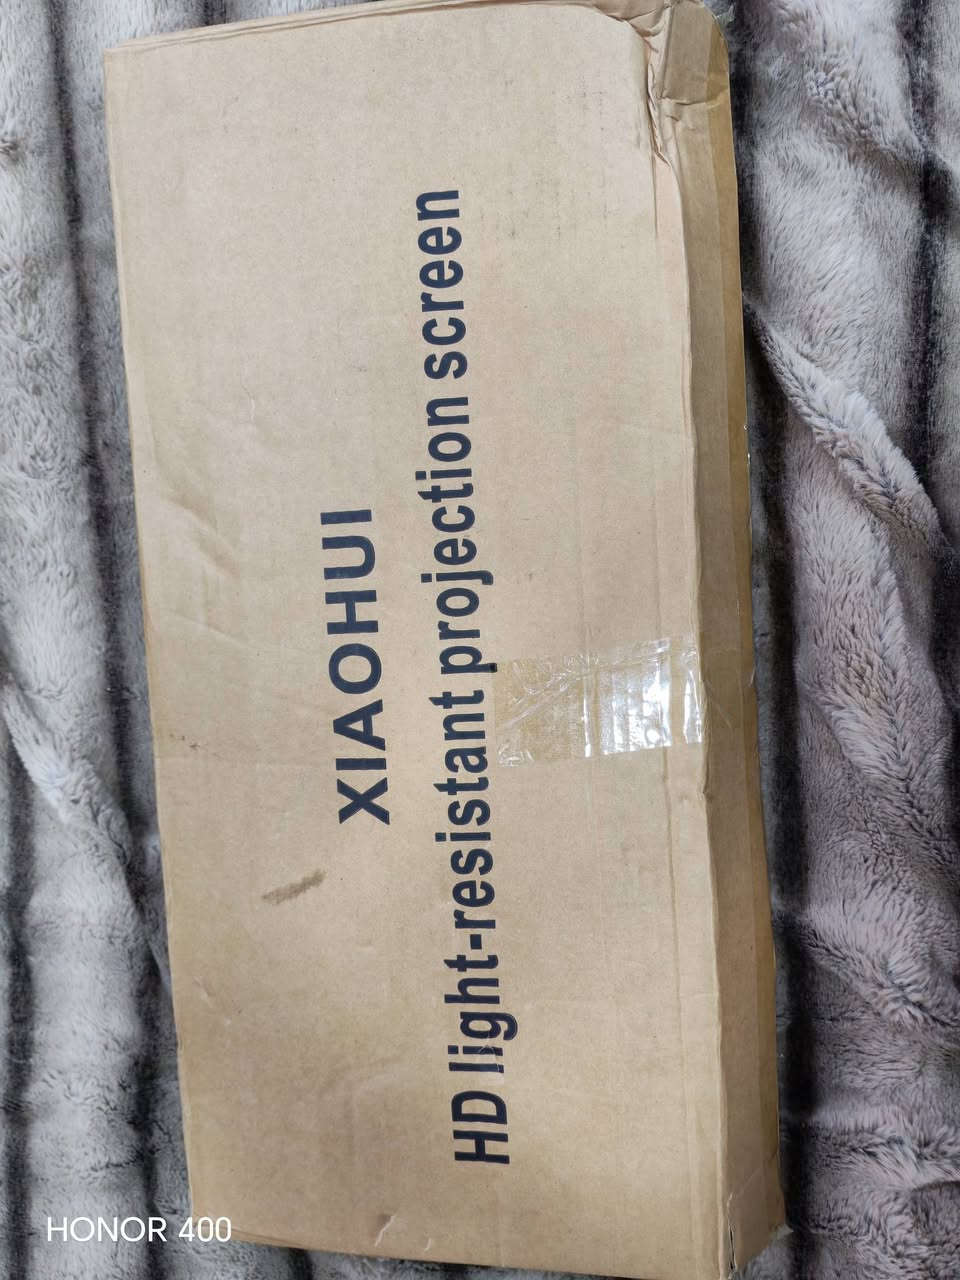 XIAOHUI
HD light-resistant projection screen
HONOR 400